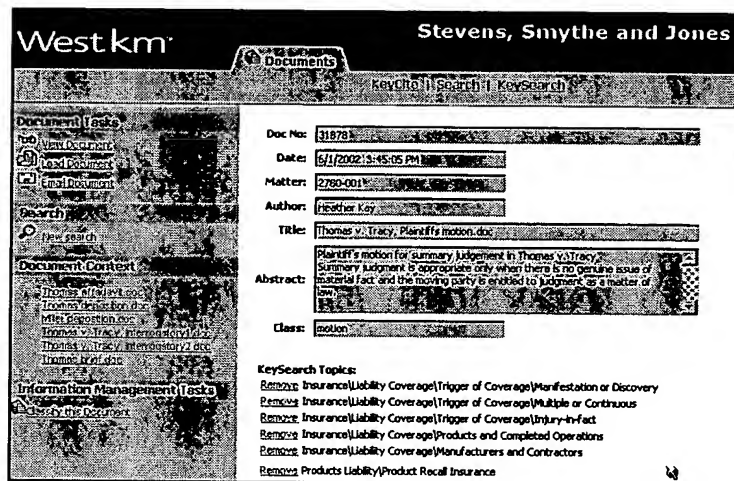 West km™
Stevens, Smythe and Jones
Documents
KeyCite | Search | KeySearch
Document Tasks
View Document
Load Document
Email Document
Search
New search
Document Context
Thomas affadavit.doc
Thomas deposition.doc
Thomas v. Tracy, interrogatory1.doc
Thomas v. Tracy, interrogatory2.doc
Thomas brief.doc
Information Management Tasks
Classify this Document
Doc No: 31878
Date: 6/1/2002 3:45:05 PM
Matter: 2780-001
Author: Heather Kay
Title: Thomas v. Tracy, Plaintiffs motion.doc
Abstract: Plaintiff's motion for summary judgement in Thomas v. Tracy.
Summary judgment is appropriate only when there is no genuine issue of
material fact and the moving party is entitled to judgment as a matter of
law.
Class: motion
KeySearch Topics:
Remove Insurance\Liability Coverage\Trigger of Coverage\Manifestation or Discovery
Remove Insurance\Liability Coverage\Trigger of Coverage\Multiple or Continuous
Remove Insurance\Liability Coverage\Trigger of Coverage\Injury-in-fact
Remove Insurance\Liability Coverage\Products and Completed Operations
Remove Insurance\Liability Coverage\Manufacturers and Contractors
Remove Products Liability\Product Recall Insurance